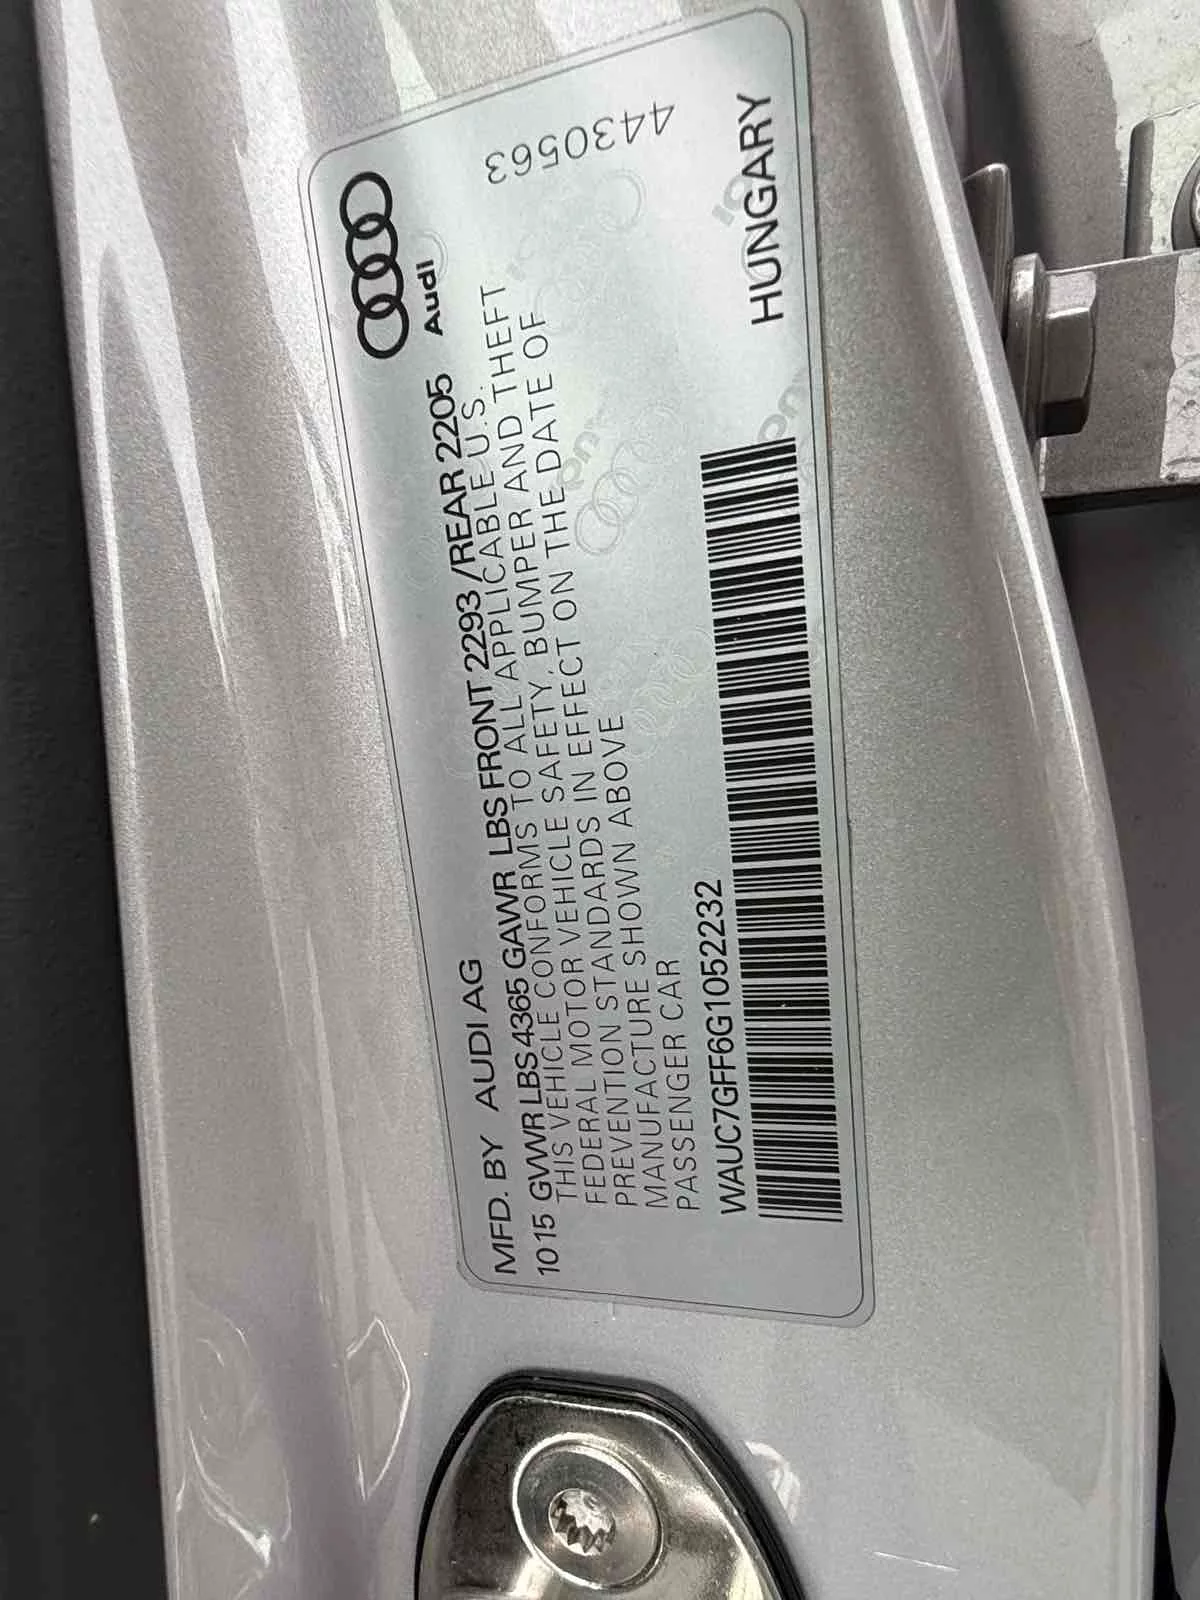 MFD. BY AUDI AG
Audi
1015 GVWR LBS 4365 GAWR LBS FRONT 2293 /REAR 2205
THIS VEHICLE CONFORMS TO ALL APPLICABLE U.S.
FEDERAL MOTOR VEHICLE SAFETY, BUMPER AND THEFT
PREVENTION STANDARDS IN EFFECT ON THE DATE OF
MANUFACTURE SHOWN ABOVE
PASSENGER CAR
4430563
WAUC7GFF6G1052232
HUNGARY